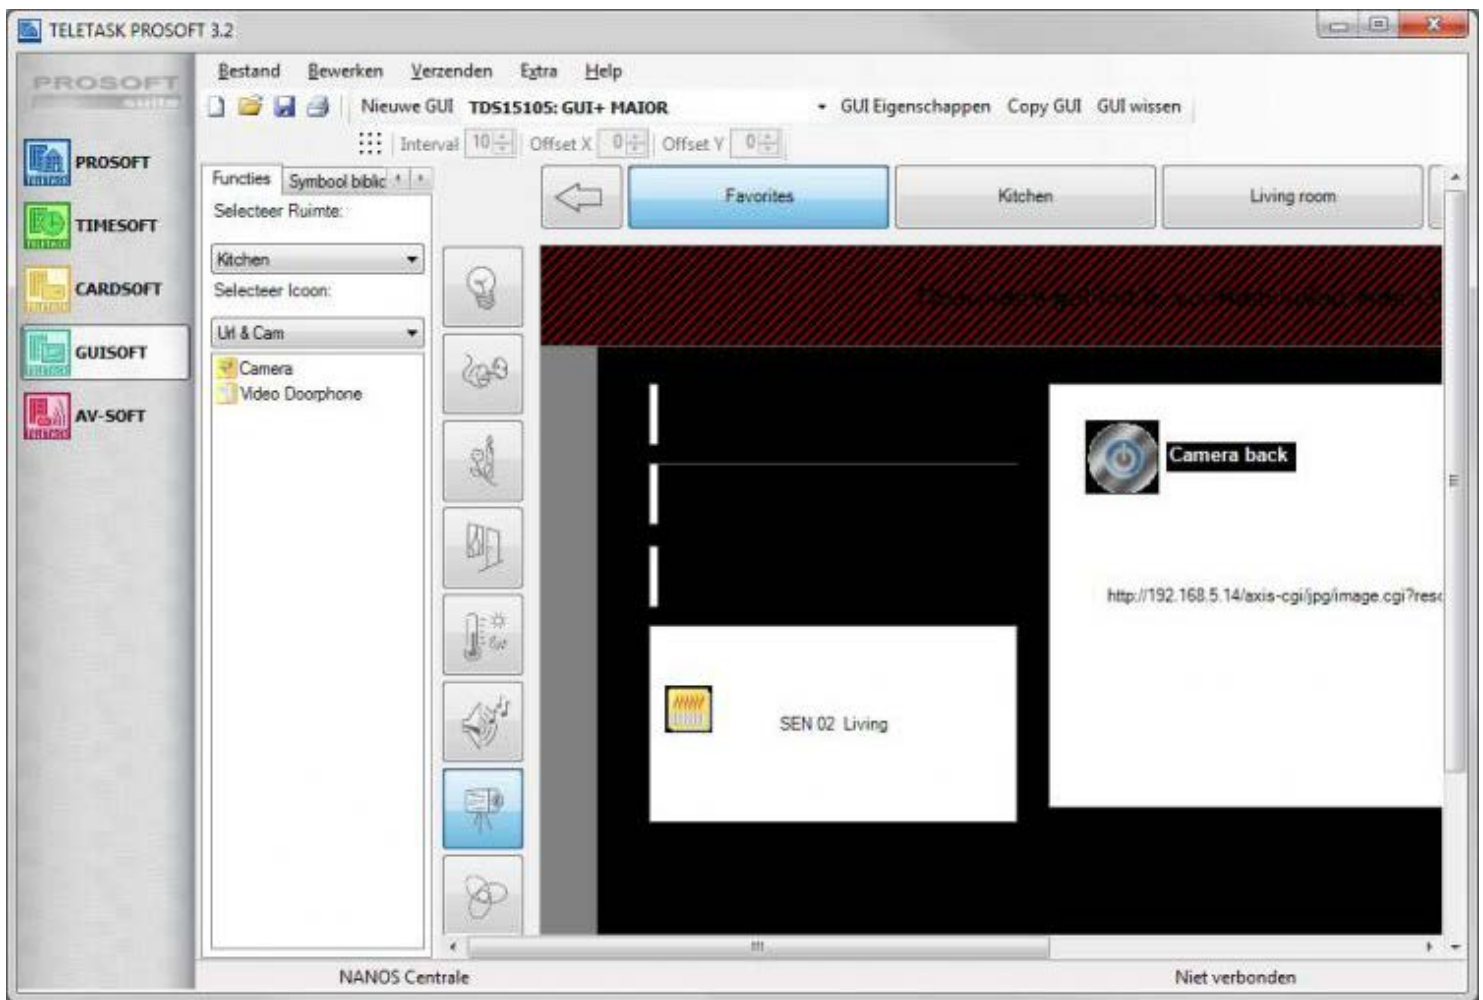 TELETASK PROSOFT 3.2
PROSOFT
suite
Bestand Bewerken Verzenden Extra Help
Nieuwe GUI TDS15105: GUI+ MAIOR GUI Eigenschappen Copy GUI GUI wissen
Interval 10 Offset X 0 Offset Y 0
PROSOFT
TIMESOFT
CARDSOFT
GUISOFT
AV-SOFT
Functies Symbool biblic
Selecteer Ruimte:
Kitchen
Selecteer Icoon:
Url & Cam
Camera
Video Doorphone
Favorites Kitchen Living room
Camera back
http://192.168.5.14/axis-cgi/jpg/image.cgi?resc
SEN 02 Living
NANOS Centrale Niet verbonden